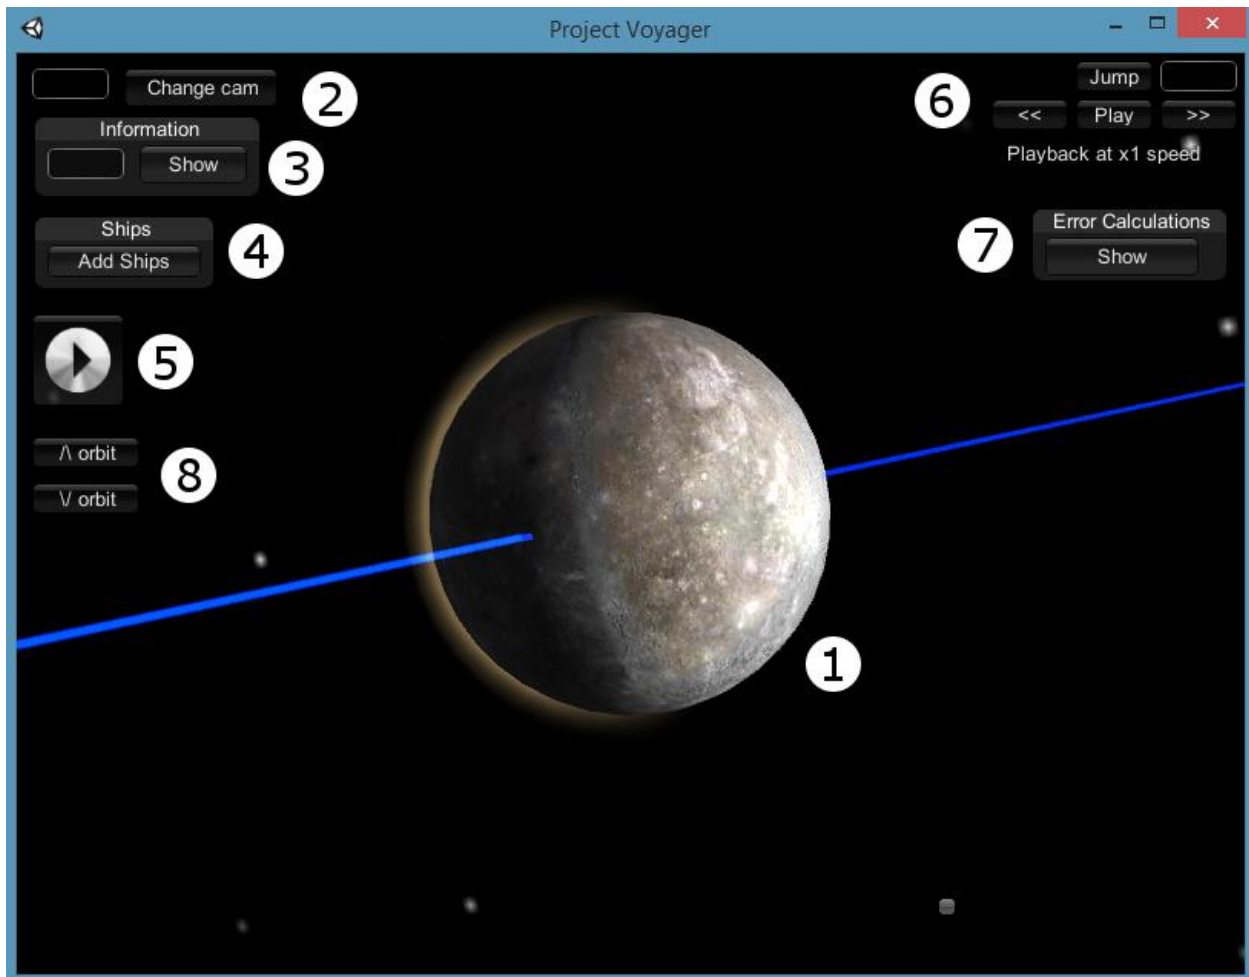 Project Voyager
Change cam
2
Information
Show
3
Ships
Add Ships
4
5
/\ orbit
\/ orbit
8
6
Jump
<< Play >>
Playback at x1 speed
7
Error Calculations
Show
1